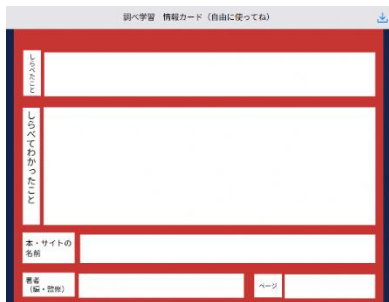 調べ学習 情報カード（自由に使ってね）
しらべたこと
しらべてわかったこと
本・サイトの
名前
著者
（編・監修）
ページ